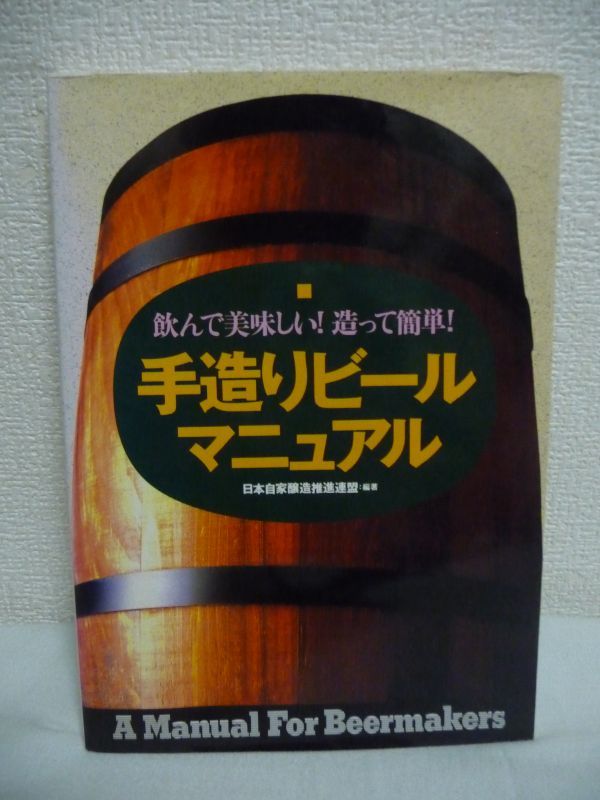 飲んで美味しい!造って簡単!
手造りビール
マニュアル
日本自家醸造推進連盟:編著
A Manual For Beermakers